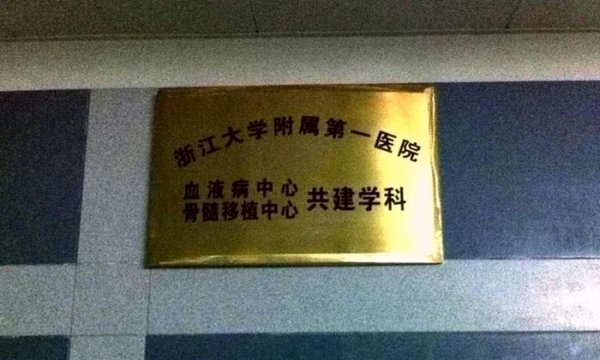 浙江大学附属第一医院
血液病中心
骨髓移植中心
共建学科